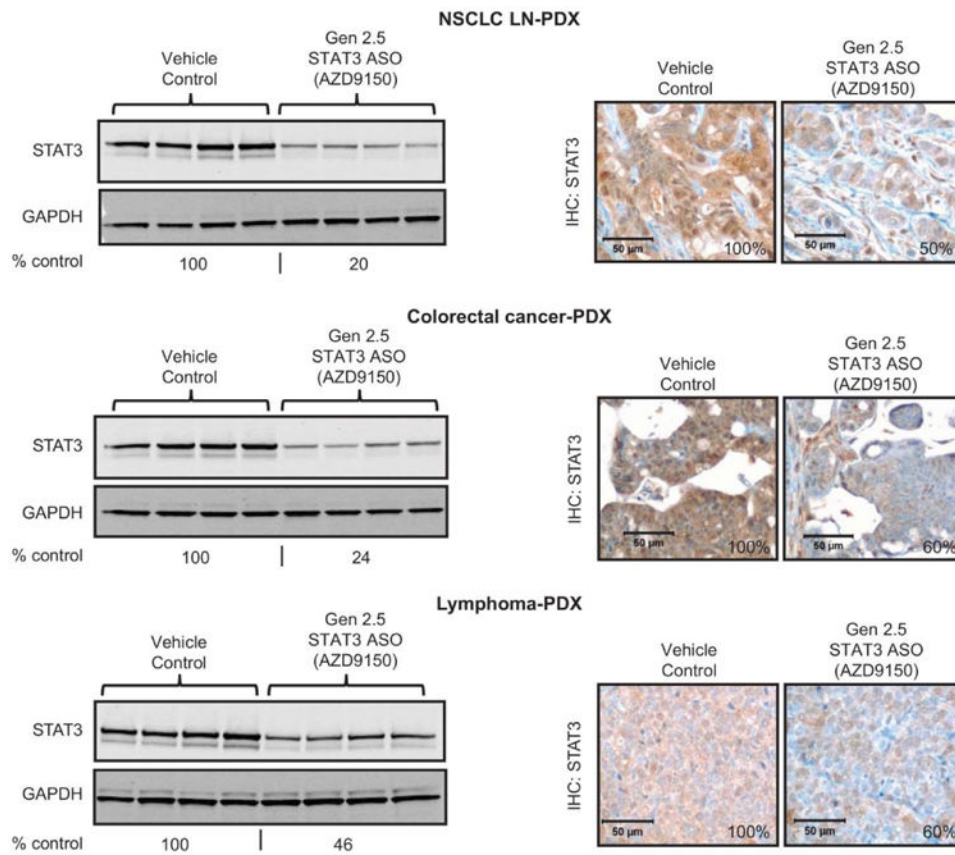 NSCLC LN-PDX
Vehicle
Control
Gen 2.5
STAT3 ASO
(AZD9150)
STAT3
GAPDH
% control
100
|
20
Vehicle
Control
Gen 2.5
STAT3 ASO
(AZD9150)
IHC: STAT3
50 µm
100%
50 µm
50%
Colorectal cancer-PDX
Vehicle
Control
Gen 2.5
STAT3 ASO
(AZD9150)
STAT3
GAPDH
% control
100
|
24
Vehicle
Control
Gen 2.5
STAT3 ASO
(AZD9150)
IHC: STAT3
50 µm
100%
50 µm
60%
Lymphoma-PDX
Vehicle
Control
Gen 2.5
STAT3 ASO
(AZD9150)
STAT3
GAPDH
% control
100
|
46
Vehicle
Control
Gen 2.5
STAT3 ASO
(AZD9150)
IHC: STAT3
50 µm
100%
50 µm
60%